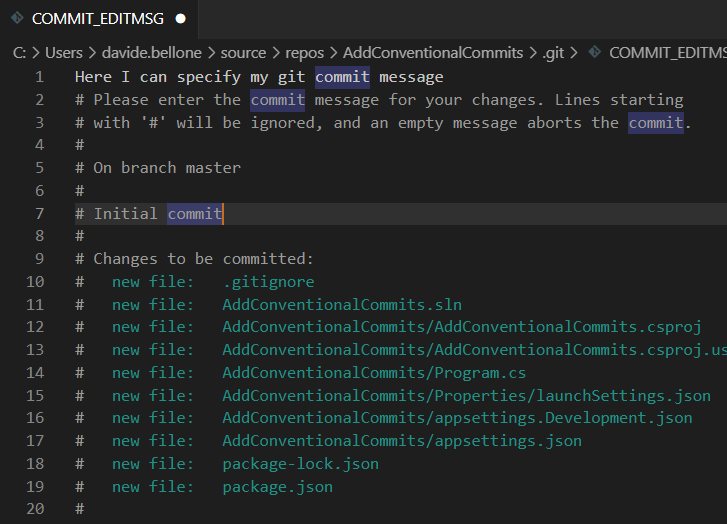 COMMIT_EDITMSG
C: > Users > davide.bellone > source > repos > AddConventionalCommits > .git > COMMIT_EDITMS
1 Here I can specify my git commit message
2 # Please enter the commit message for your changes. Lines starting
3 # with '#' will be ignored, and an empty message aborts the commit.
4 #
5 # On branch master
6 #
7 # Initial commit
8 #
9 # Changes to be committed:
10 #   new file:   .gitignore
11 #   new file:   AddConventionalCommits.sln
12 #   new file:   AddConventionalCommits/AddConventionalCommits.csproj
13 #   new file:   AddConventionalCommits/AddConventionalCommits.csproj.us
14 #   new file:   AddConventionalCommits/Program.cs
15 #   new file:   AddConventionalCommits/Properties/launchSettings.json
16 #   new file:   AddConventionalCommits/appsettings.Development.json
17 #   new file:   AddConventionalCommits/appsettings.json
18 #   new file:   package-lock.json
19 #   new file:   package.json
20 #